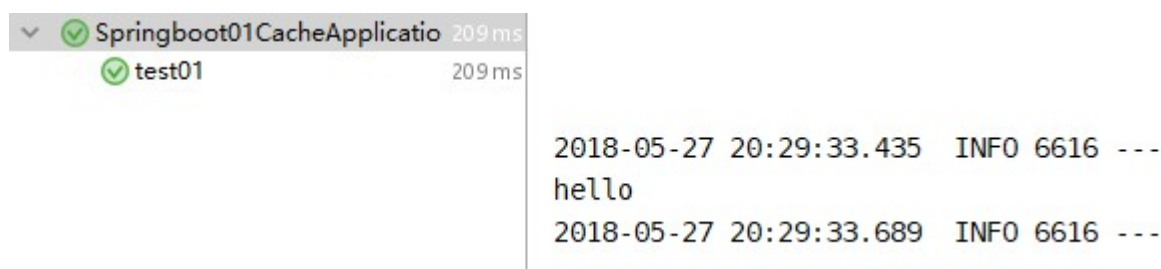 Springboot01CacheApplicatio 209 ms
test01 209 ms
2018-05-27 20:29:33.435  INFO 6616 ---
hello
2018-05-27 20:29:33.689  INFO 6616 ---